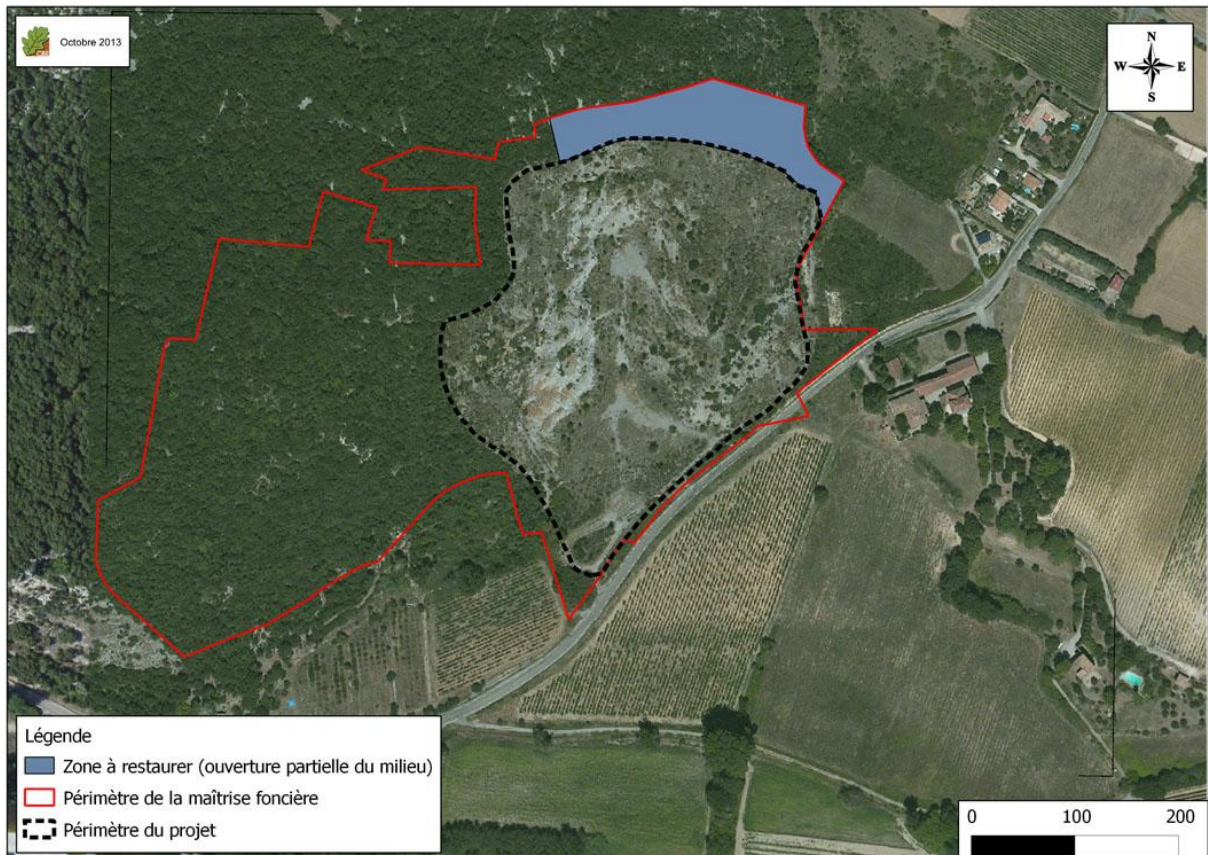 Octobre 2013
N
W E
S
Légende
Zone à restaurer (ouverture partielle du milieu)
Périmètre de la maîtrise foncière
Périmètre du projet
0 100 200